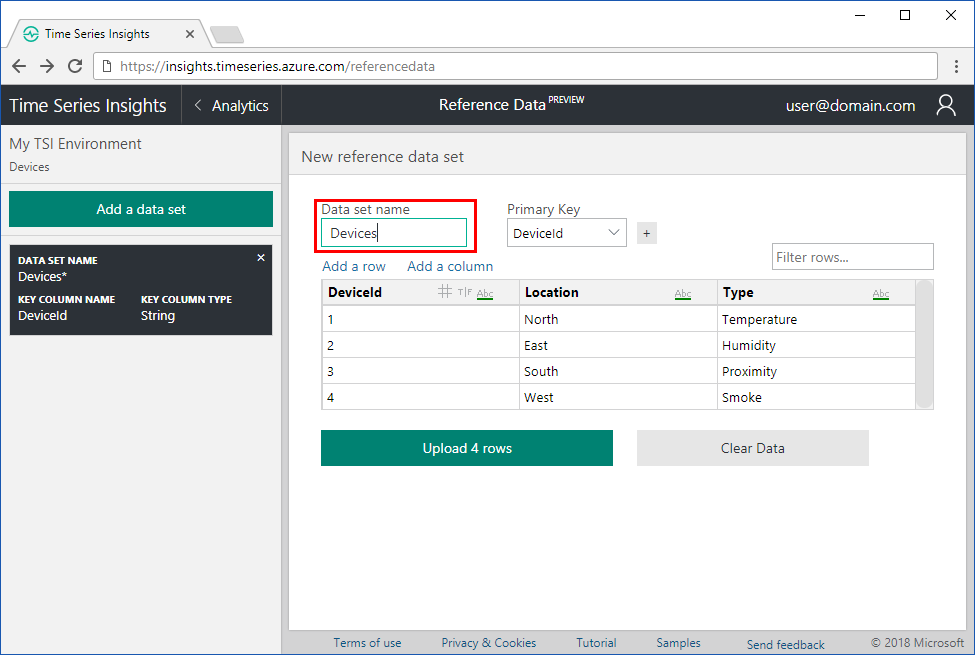 Time Series Insights
https://insights.timeseries.azure.com/referencedata
Time Series Insights
Analytics
Reference Data PREVIEW
user@domain.com
My TSI Environment
Devices
Add a data set
DATA SET NAME
Devices*
KEY COLUMN NAME KEY COLUMN TYPE
DeviceId String
New reference data set
Data set name Primary Key
Devices DeviceId +
Filter rows...
Add a row Add a column
DeviceId T|F Abc Location Abc Type Abc
1 North Temperature
2 East Humidity
3 South Proximity
4 West Smoke
Upload 4 rows Clear Data
Terms of use Privacy & Cookies Tutorial Samples Send feedback © 2018 Microsoft